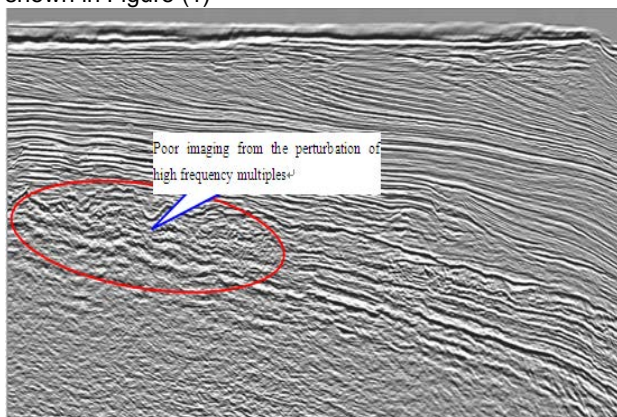 shown in Figure (1)
Poor imaging from the perturbation of
high frequency multiples↵